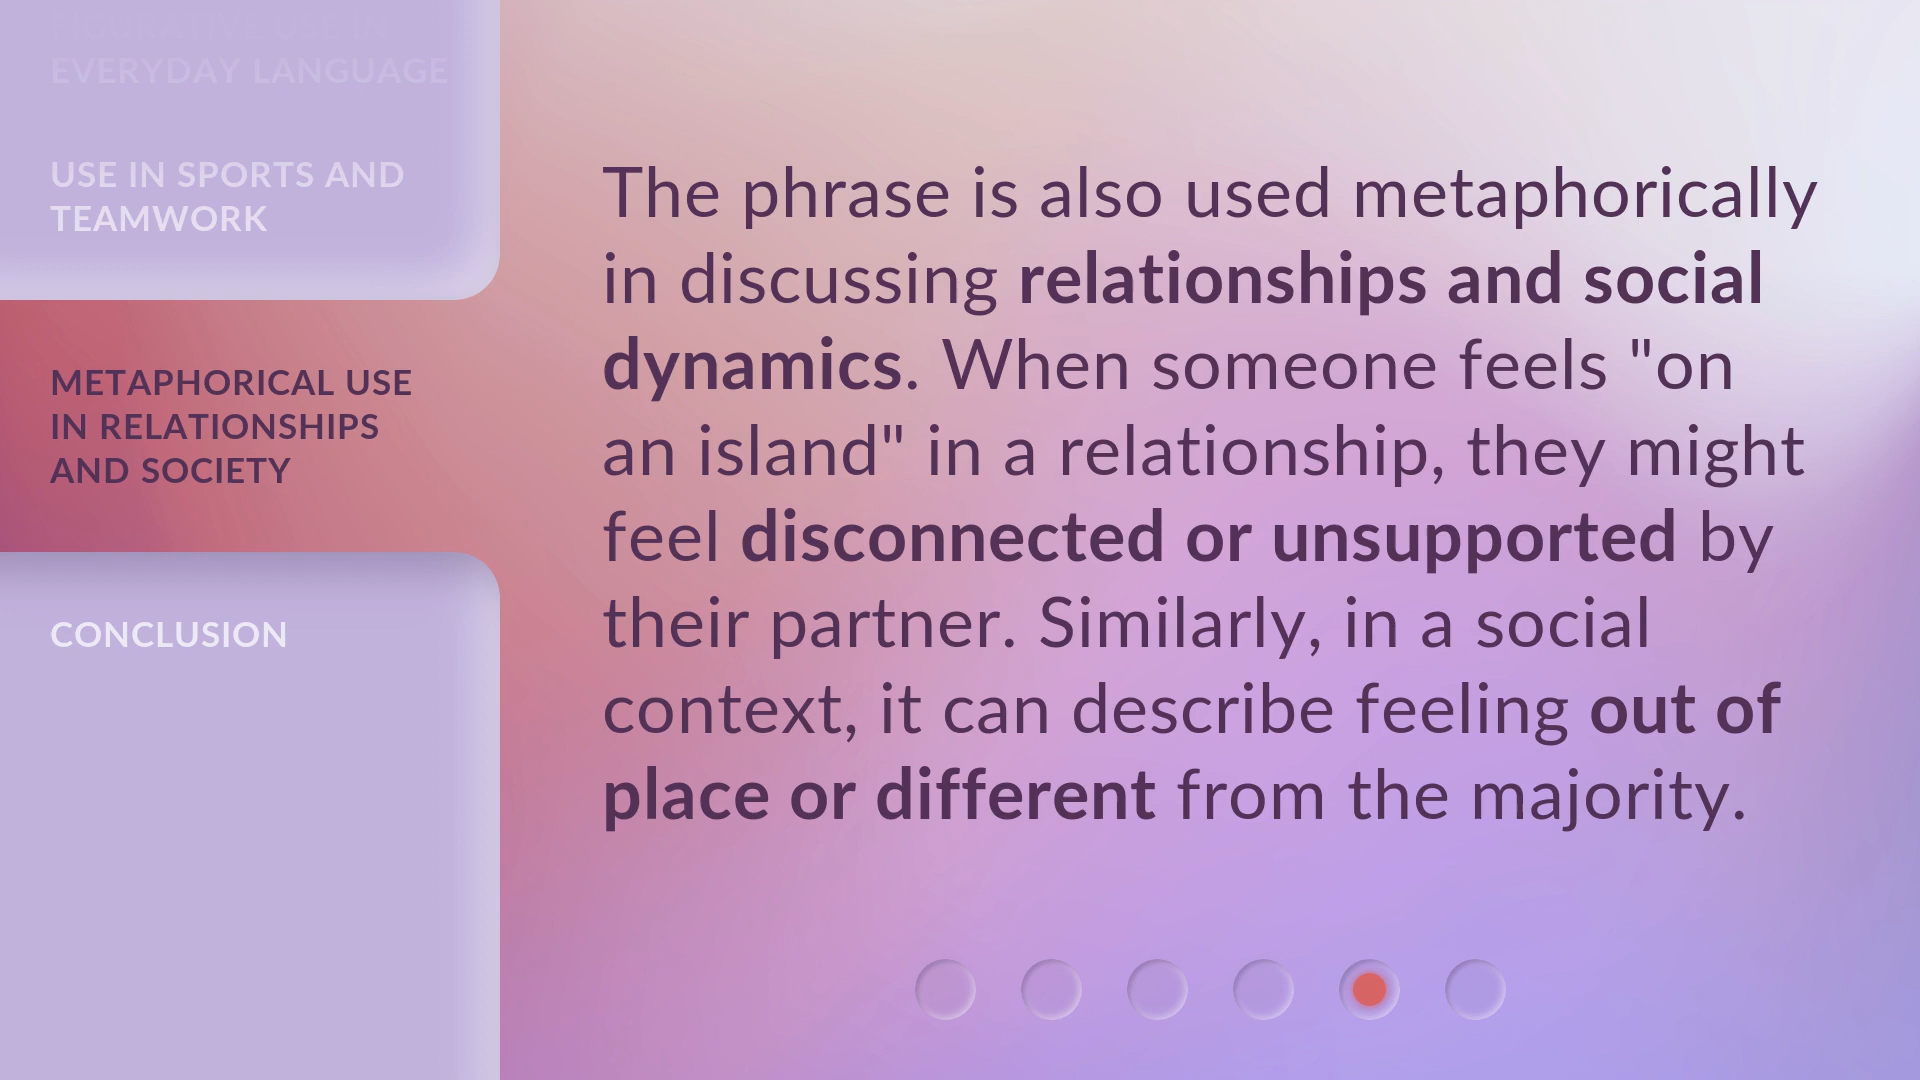 FIGURATIVE USE IN
EVERYDAY LANGUAGE
USE IN SPORTS AND
TEAMWORK
METAPHORICAL USE
IN RELATIONSHIPS
AND SOCIETY
CONCLUSION
The phrase is also used metaphorically
in discussing relationships and social
dynamics. When someone feels "on
an island" in a relationship, they might
feel disconnected or unsupported by
their partner. Similarly, in a social
context, it can describe feeling out of
place or different from the majority.